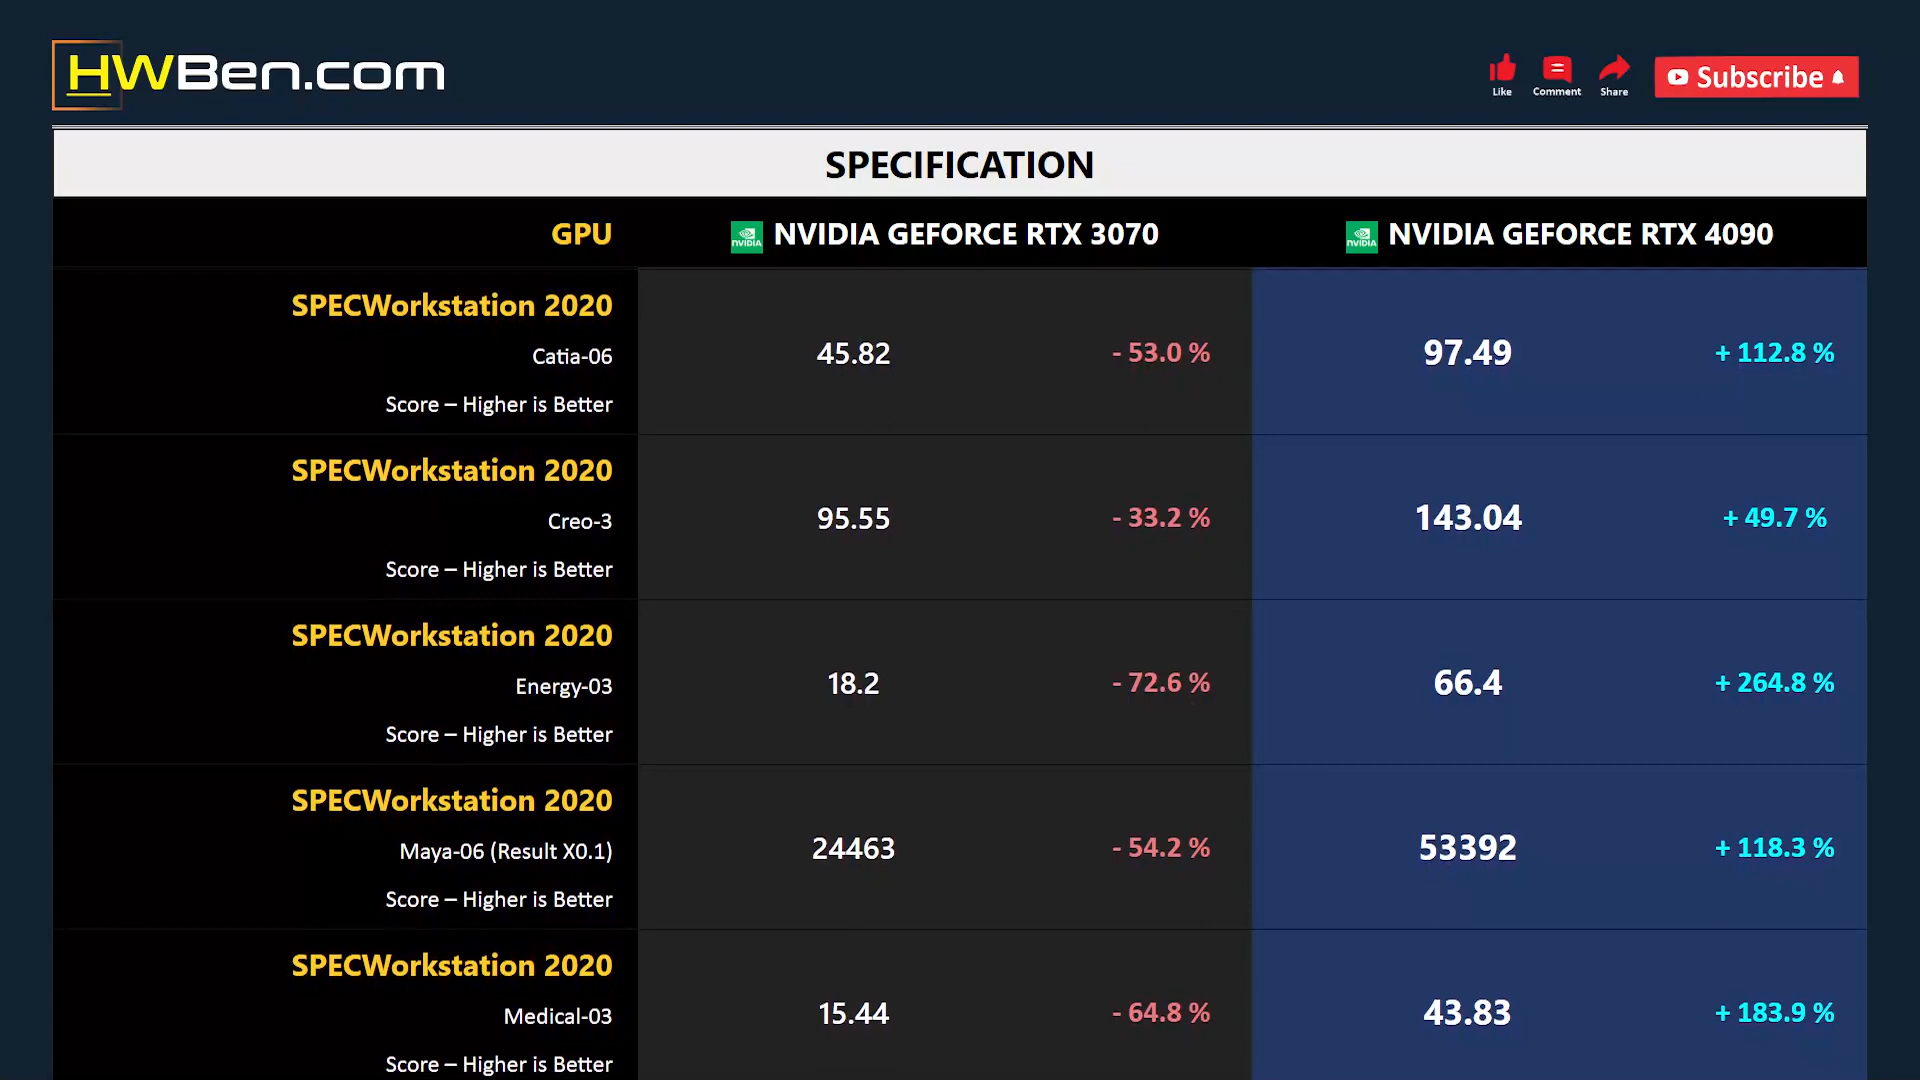 HWBen.com
Like
Comment
Share
Subscribe
SPECIFICATION
GPU
NVIDIA NVIDIA GEFORCE RTX 3070
NVIDIA NVIDIA GEFORCE RTX 4090
SPECWorkstation 2020
Catia-06
Score – Higher is Better
45.82
- 53.0 %
97.49
+ 112.8 %
SPECWorkstation 2020
Creo-3
Score – Higher is Better
95.55
- 33.2 %
143.04
+ 49.7 %
SPECWorkstation 2020
Energy-03
Score – Higher is Better
18.2
- 72.6 %
66.4
+ 264.8 %
SPECWorkstation 2020
Maya-06 (Result X0.1)
Score – Higher is Better
24463
- 54.2 %
53392
+ 118.3 %
SPECWorkstation 2020
Medical-03
Score – Higher is Better
15.44
- 64.8 %
43.83
+ 183.9 %